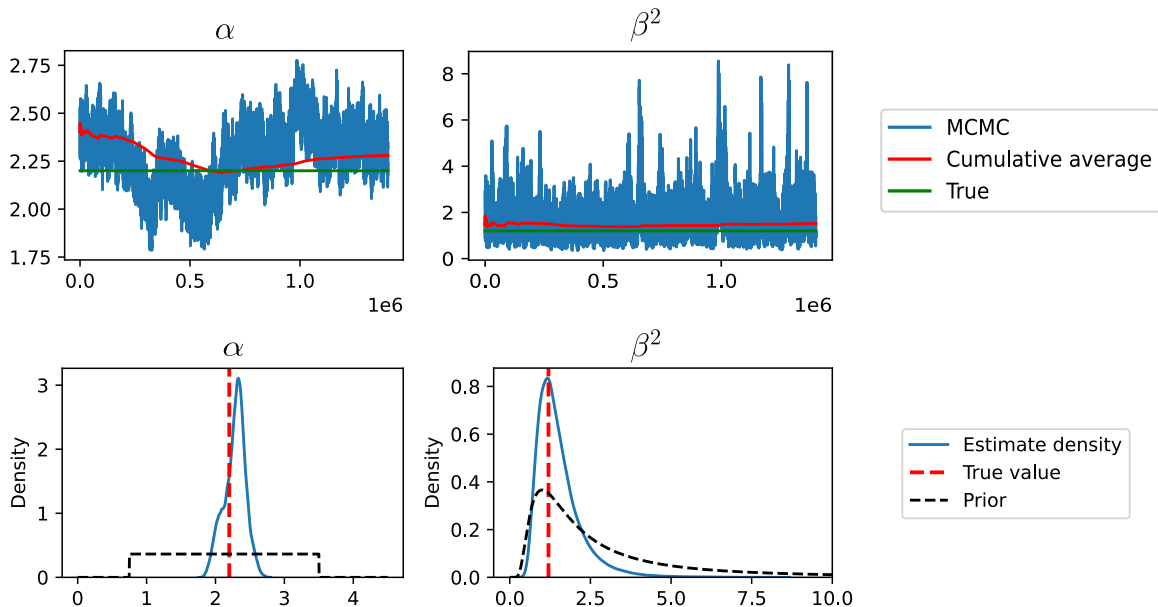 α
β²
2.75
2.50
2.25
2.00
1.75
0.0
0.5
1.0
1e6
8
6
4
2
0
0.0
0.5
1.0
1e6
MCMC
Cumulative average
True
α
β²
Density
3
2
1
0
0
1
2
3
4
Density
0.8
0.6
0.4
0.2
0.0
0.0
2.5
5.0
7.5
10.0
Estimate density
True value
Prior